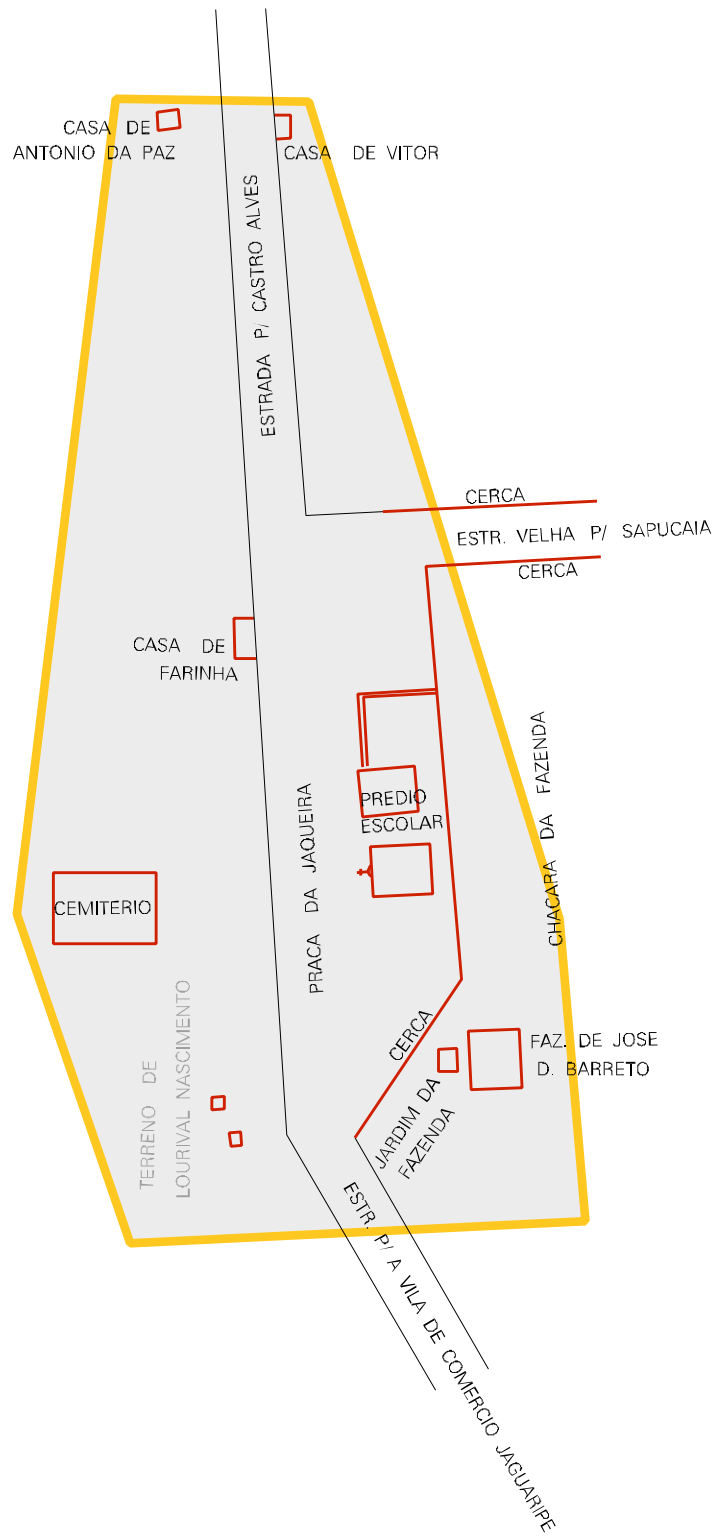 CASA DE
ANTONIO DA PAZ
CASA DE VITOR
ESTRADA P/ CASTRO ALVES
CERCA
ESTR. VELHA P/ SAPUCAIA
CERCA
CASA DE
FARINHA
CHACARA DA FAZENDA
PRACA DA JAQUEIRA
PREDIO
ESCOLAR
CEMITERIO
TERRENO DE
LOURIVAL NASCIMENTO
CERCA
FAZ. DE JOSE
D. BARRETO
JARDIM DA
FAZENDA
ESTR. P/ A VILA DE COMERCIO JAGUARIPE